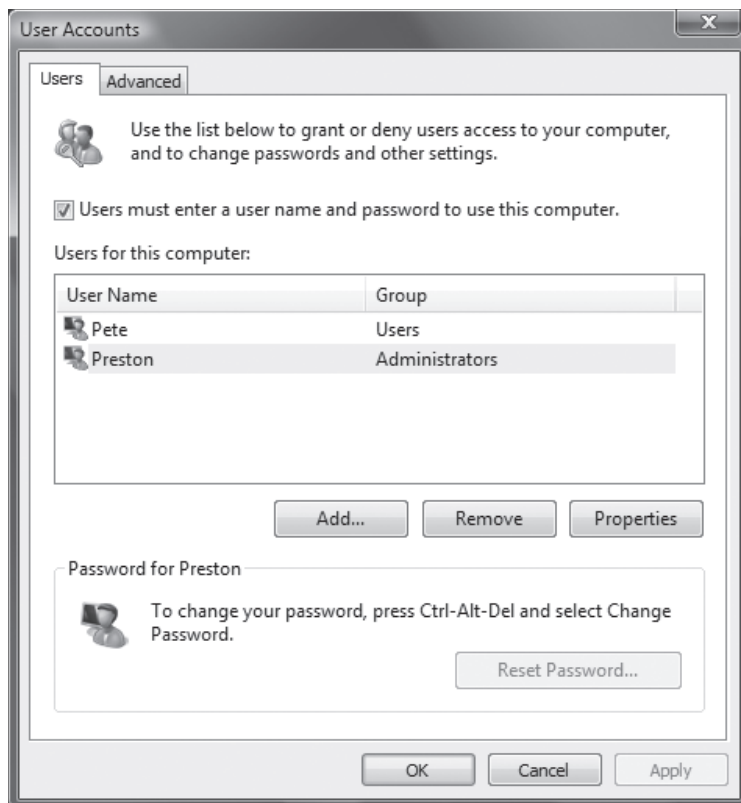 User Accounts
Users Advanced
Use the list below to grant or deny users access to your computer,
and to change passwords and other settings.
Users must enter a user name and password to use this computer.
Users for this computer:
User Name Group
Pete Users
Preston Administrators
Add... Remove Properties
Password for Preston
To change your password, press Ctrl-Alt-Del and select Change
Password.
Reset Password...
OK Cancel Apply